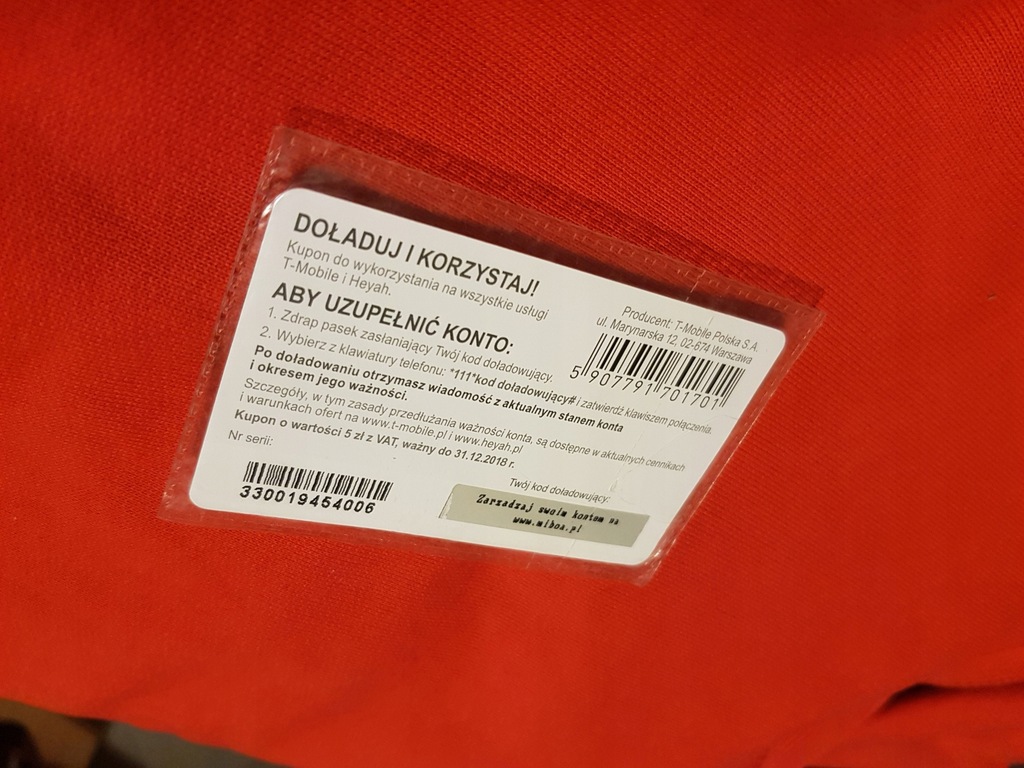 DOŁADUJ I KORZYSTAJ!
Kupon do wykorzystania na wszystkie usługi
T-Mobile i Heyah.
Producent: T-Mobile Polska S.A.
ul. Marynarska 12, 02-674 Warszawa
5 907791 701701
ABY UZUPEŁNIĆ KONTO:
1. Zdrap pasek zasłaniający Twój kod doładowujący.
2. Wybierz z klawiatury telefonu: *111*kod doładowujący# i zatwierdź klawiszem połączenia.
Po doładowaniu otrzymasz wiadomość z aktualnym stanem konta
i okresem jego ważności.
Szczegóły, w tym zasady przedłużania ważności konta, są dostępne w aktualnych cennikach
i warunkach ofert na www.t-mobile.pl i www.heyah.pl
Kupon o wartości 5 zł z VAT, ważny do 31.12.2018 r.
Nr serii:
330019454006
Twój kod doładowujący:
Zarzadzaj swoim kontem na
www.miboa.pl